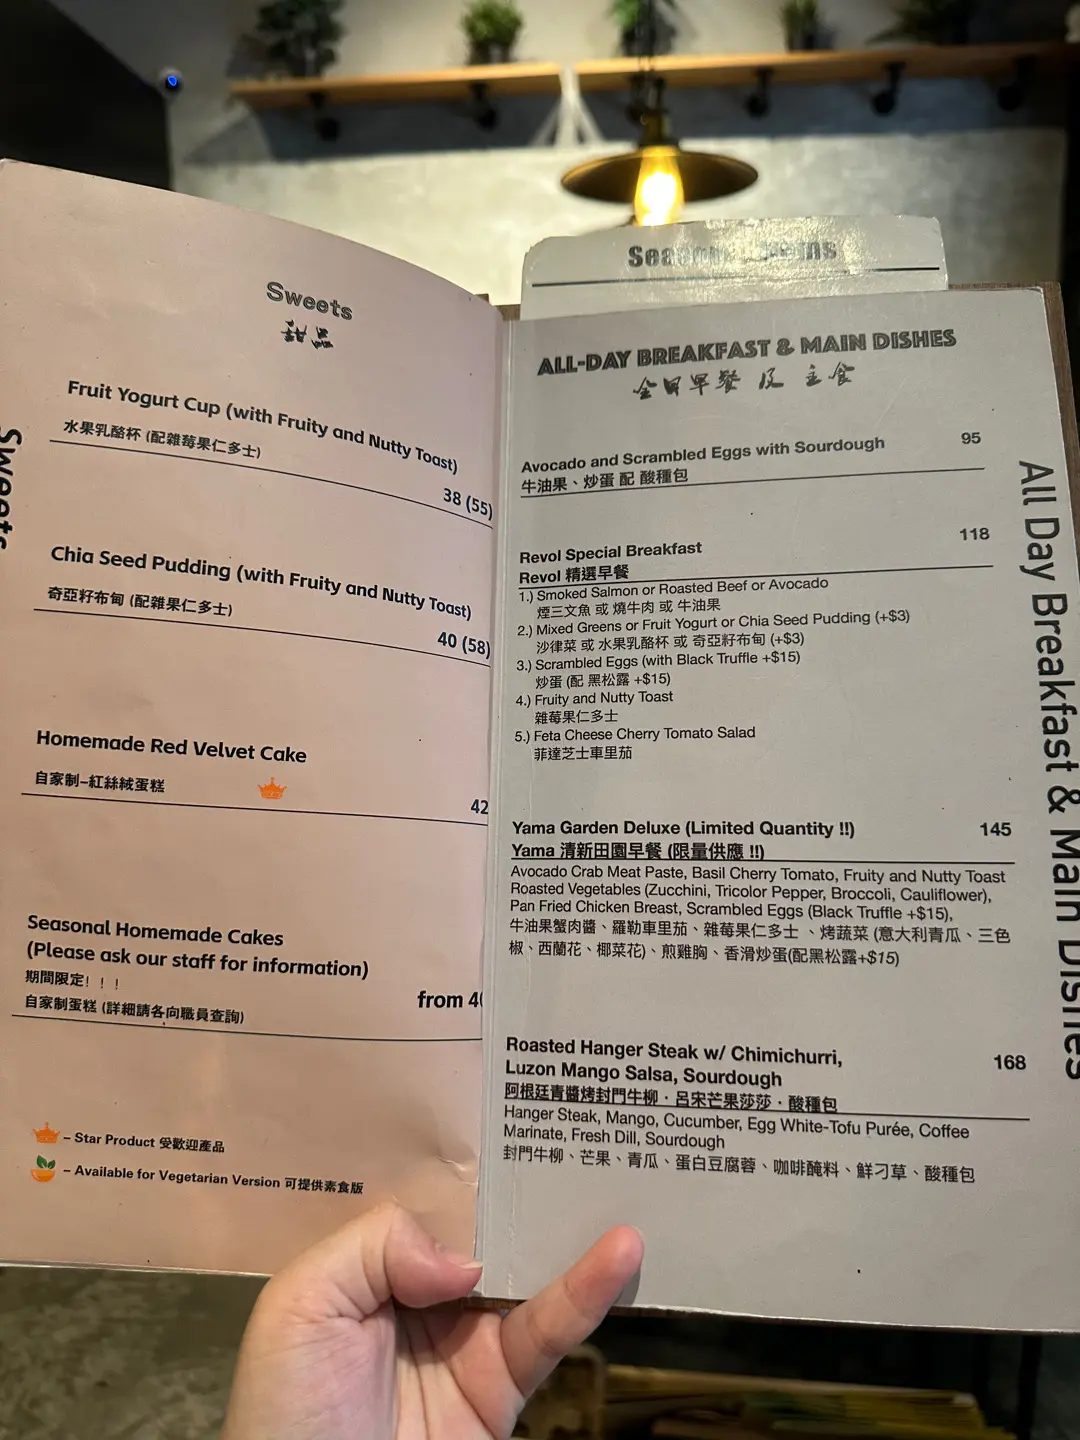 Sweets
甜品
Fruit Yogurt Cup (with Fruity and Nutty Toast)
水果乳酪杯 (配雜莓果仁多士)
38 (55)
Chia Seed Pudding (with Fruity and Nutty Toast)
奇亞籽布甸 (配雜果仁多士)
40 (58)
Homemade Red Velvet Cake
自家制–紅絲絨蛋糕
42
Seasonal Homemade Cakes
(Please ask our staff for information)
期間限定! ! !
自家制蛋糕 (詳細請各向職員查詢)
from
– Star Product 受歡迎產品
– Available for Vegetarian Version 可提供素食版
Sweets
ALL-DAY BREAKFAST & MAIN DISHES
全日早餐 及 主食
Avocado and Scrambled Eggs with Sourdough 95
牛油果、炒蛋 配 酸種包
Revol Special Breakfast 118
Revol 精選早餐
1.) Smoked Salmon or Roasted Beef or Avocado
煙三文魚 或 燒牛肉 或 牛油果
2.) Mixed Greens or Fruit Yogurt or Chia Seed Pudding (+$3)
沙律菜 或 水果乳酪杯 或 奇亞籽布甸 (+$3)
3.) Scrambled Eggs (with Black Truffle +$15)
炒蛋 (配 黑松露 +$15)
4.) Fruity and Nutty Toast
雜莓果仁多士
5.) Feta Cheese Cherry Tomato Salad
菲達芝士車里茄
Yama Garden Deluxe (Limited Quantity !!) 145
Yama 清新田園早餐 (限量供應 !!)
Avocado Crab Meat Paste, Basil Cherry Tomato, Fruity and Nutty Toast
Roasted Vegetables (Zucchini, Tricolor Pepper, Broccoli, Cauliflower),
Pan Fried Chicken Breast, Scrambled Eggs (Black Truffle +$15),
牛油果蟹肉醬、羅勒車里茄、雜莓果仁多士 、烤蔬菜 (意大利青瓜、三色
椒、西蘭花、椰菜花)、煎雞胸、香滑炒蛋(配黑松露+$15)
Roasted Hanger Steak w/ Chimichurri, 168
Luzon Mango Salsa, Sourdough
阿根廷青醬烤封門牛柳．呂宋芒果莎莎．酸種包
Hanger Steak, Mango, Cucumber, Egg White-Tofu Purée, Coffee
Marinate, Fresh Dill, Sourdough
封門牛柳、芒果、青瓜、蛋白豆腐蓉、咖啡醃料、鮮刁草、酸種包
All Day Breakfast & Main Dishes